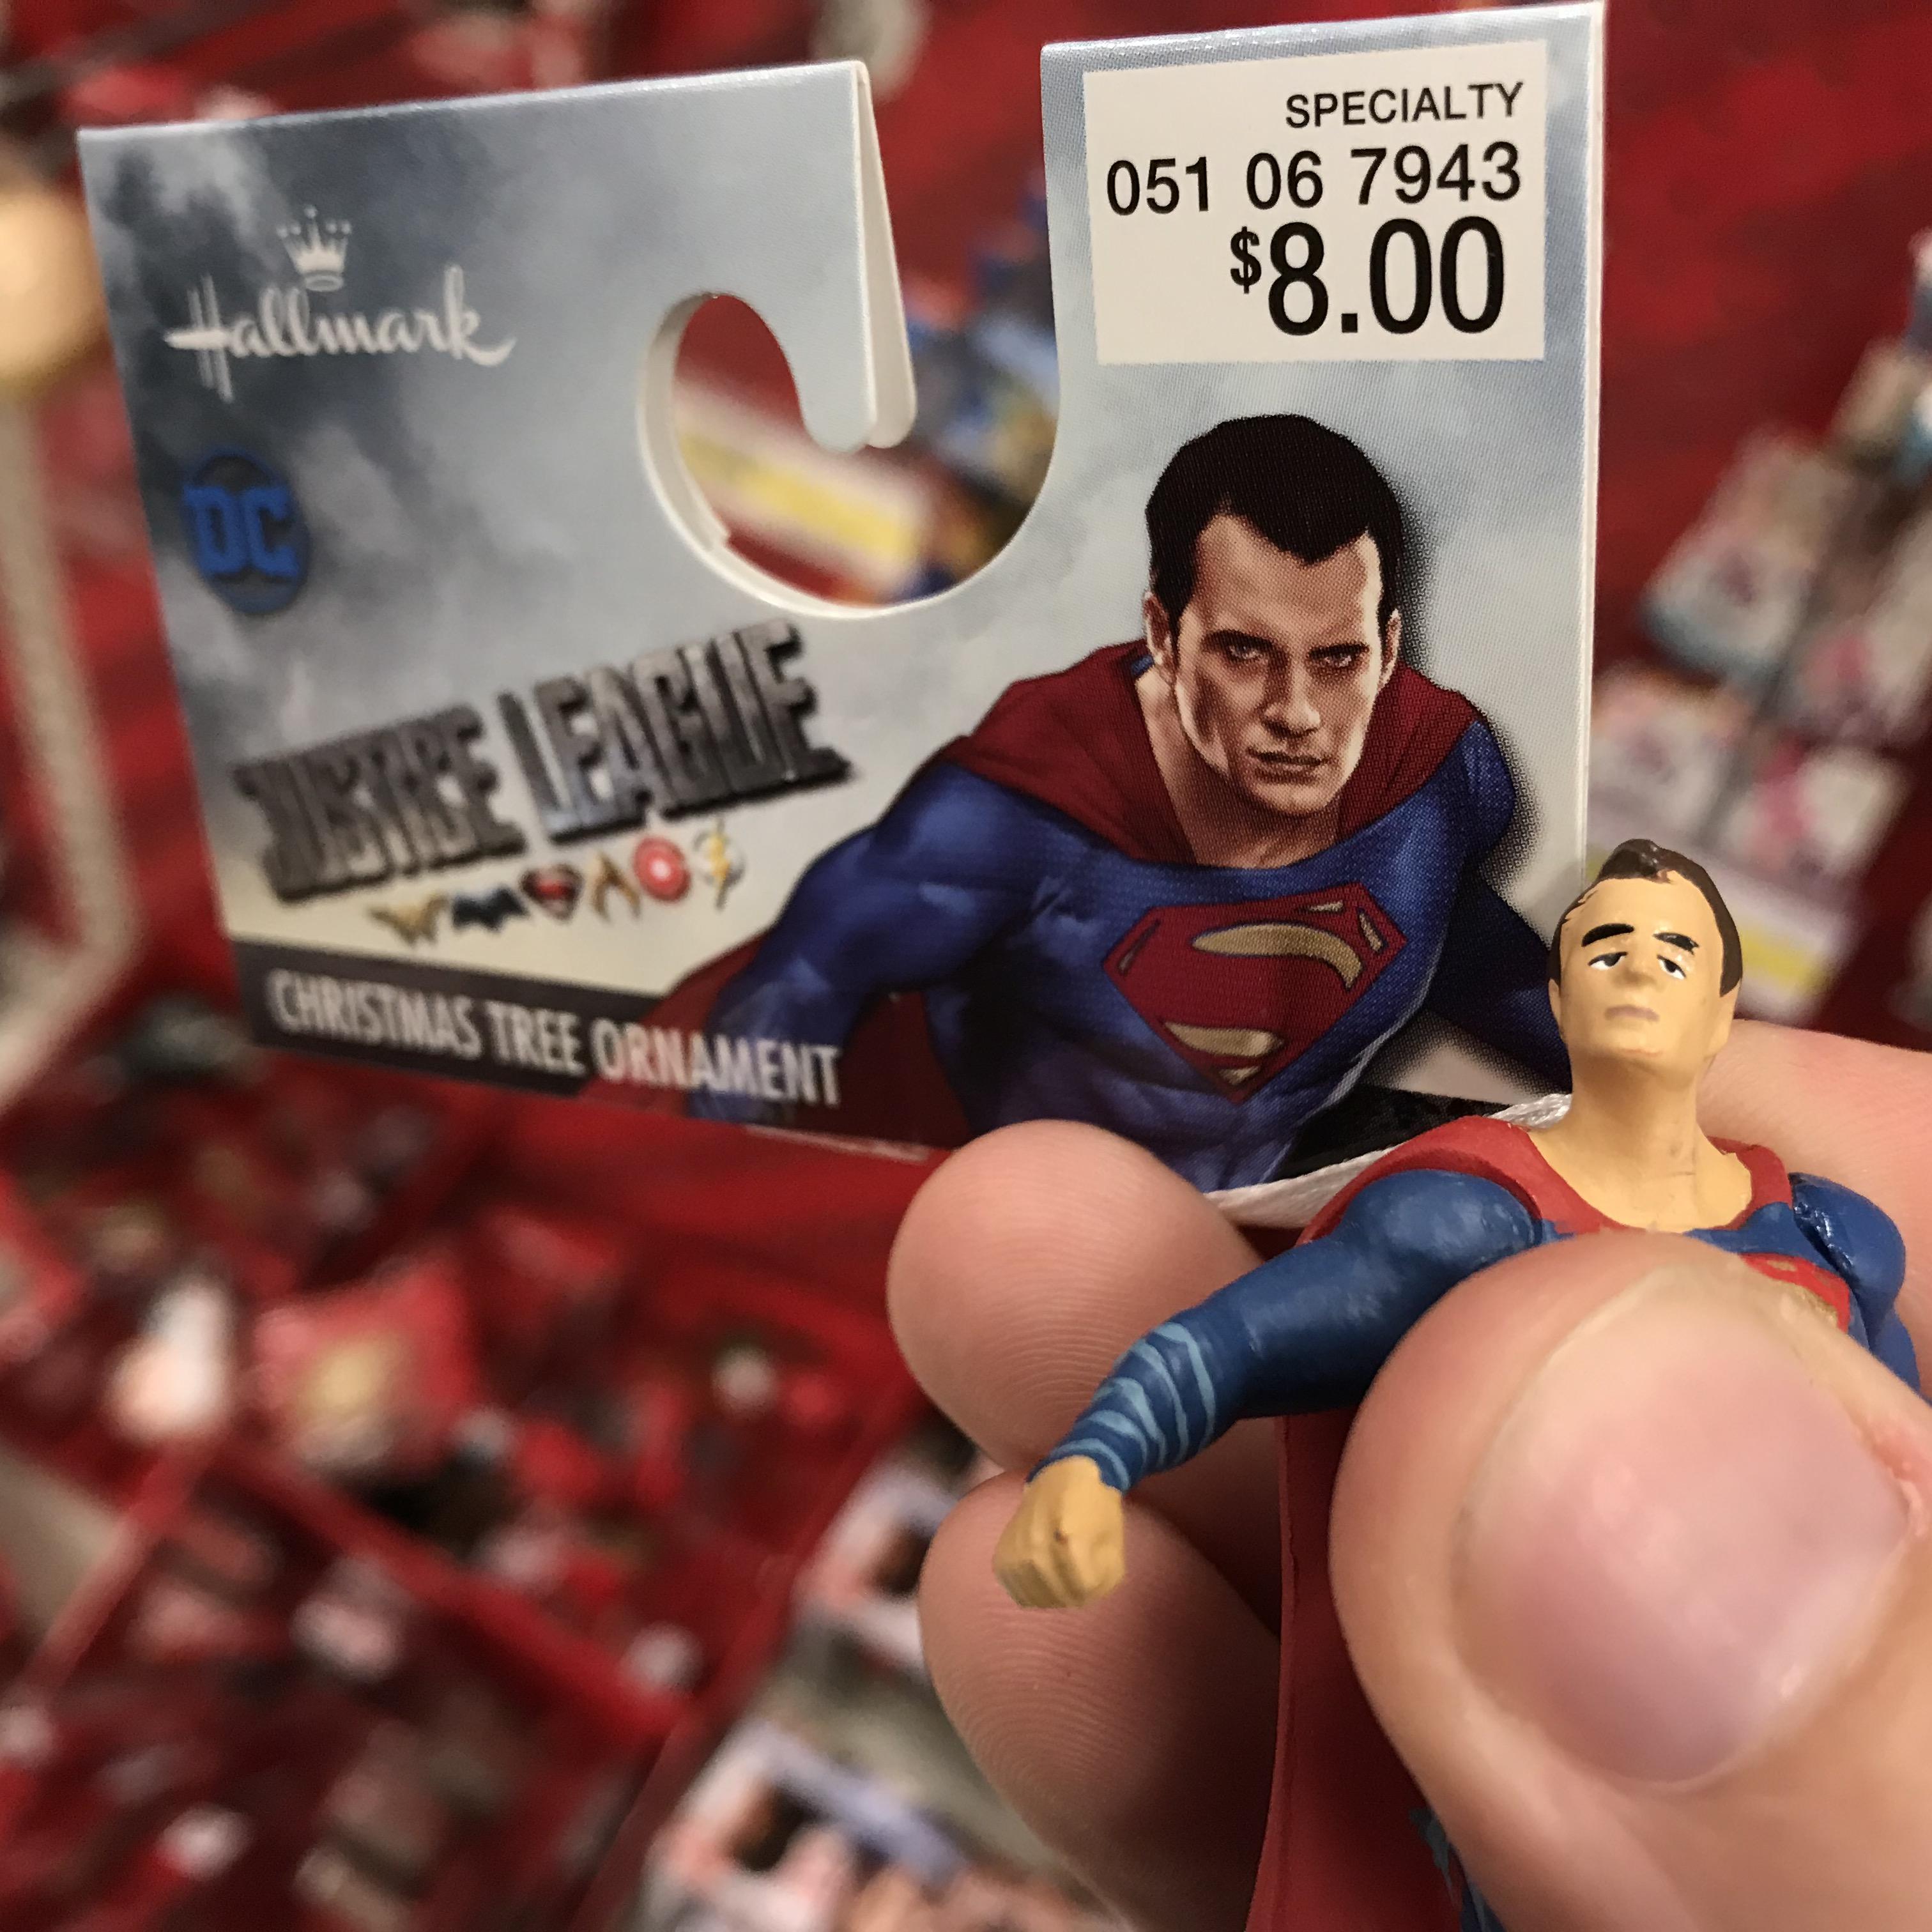 SPECIALTY
051 06 7943
$8.00
Hallmark
DC
JUSTICE LEAGUE
CHRISTMAS TREE ORNAMENT